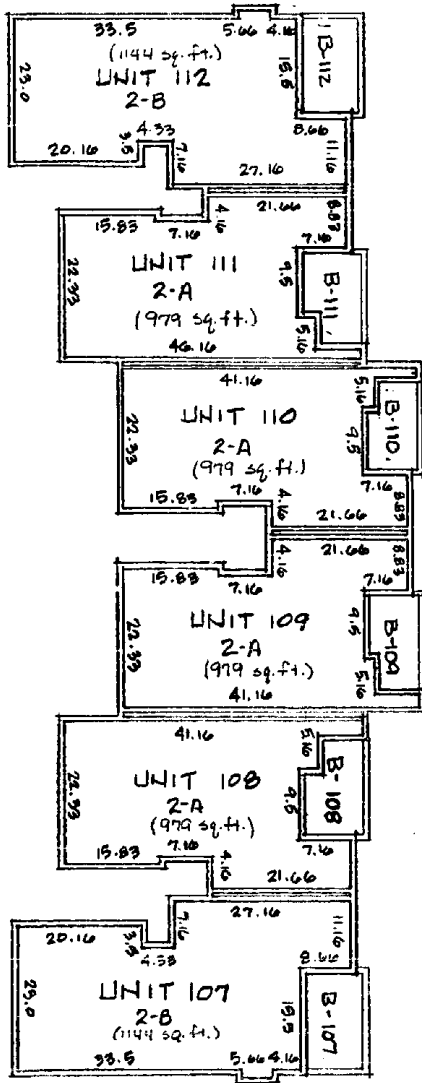 33.5
5.66 4.16
(1144 sq.ft.)
UNIT 112
2-B
B-112
23.0
15.5
20.16
3.5
4.33
7.16
8.66
11.16
27.16
21.66
8.83
4.16
15.83
7.16
7.16
UNIT 111
2-A
(979 sq.ft.)
22.33
9.5
B-111
5.16
46.16
41.16
5.16
UNIT 110
2-A
(979 sq.ft.)
22.33
9.5
B-110
15.83
7.16
4.16
7.16
21.66
8.83
21.66
8.83
4.16
15.83
7.16
7.16
UNIT 109
2-A
(979 sq.ft.)
22.33
9.5
B-109
5.16
41.16
41.16
5.16
UNIT 108
2-A
(979 sq.ft.)
22.33
9.5
B-108
15.83
7.16
4.16
7.16
21.66
27.16
11.16
7.16
20.16
3.5
4.33
8.66
UNIT 107
2-B
(1144 sq.ft.)
23.0
15.5
B-107
33.5
5.66 4.16